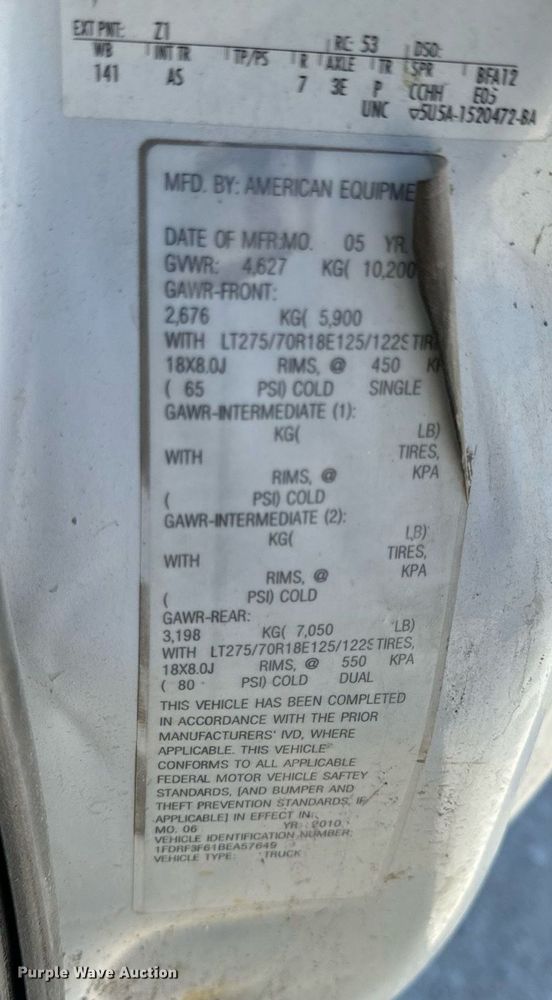 EXT PNT: Z1 RC: 53 DSO:
WB INT TR TP/PS R AXLE TR SPR BFA12
141 AS 7 3E P CCHH EOS
UNC ▽5U5A-1520472-BA
MFD. BY: AMERICAN EQUIPME
DATE OF MFR:MO. 05 YR.
GVWR: 4,627 KG( 10,200
GAWR-FRONT:
2,676 KG( 5,900
WITH LT275/70R18E125/122S TIR
18X8.0J RIMS, @ 450 KP
( 65 PSI) COLD SINGLE
GAWR-INTERMEDIATE (1):
KG( LB)
WITH TIRES,
RIMS, @ KPA
( PSI) COLD
GAWR-INTERMEDIATE (2):
KG( LB)
WITH TIRES,
RIMS, @ KPA
( PSI) COLD
GAWR-REAR:
3,198 KG( 7,050 LB)
WITH LT275/70R18E125/122S TIRES,
18X8.0J RIMS, @ 550 KPA
( 80 PSI) COLD DUAL
THIS VEHICLE HAS BEEN COMPLETED
IN ACCORDANCE WITH THE PRIOR
MANUFACTURERS' IVD, WHERE
APPLICABLE. THIS VEHICLE
CONFORMS TO ALL APPLICABLE
FEDERAL MOTOR VEHICLE SAFTEY
STANDARDS, [AND BUMPER AND
THEFT PREVENTION STANDARDS, IF
APPLICABLE] IN EFFECT IN:
MO. 06 YR. 2010
VEHICLE IDENTIFICATION NUMBER:
1FDRF3F61BEA57649
VEHICLE TYPE: TRUCK
Purple Wave Auction